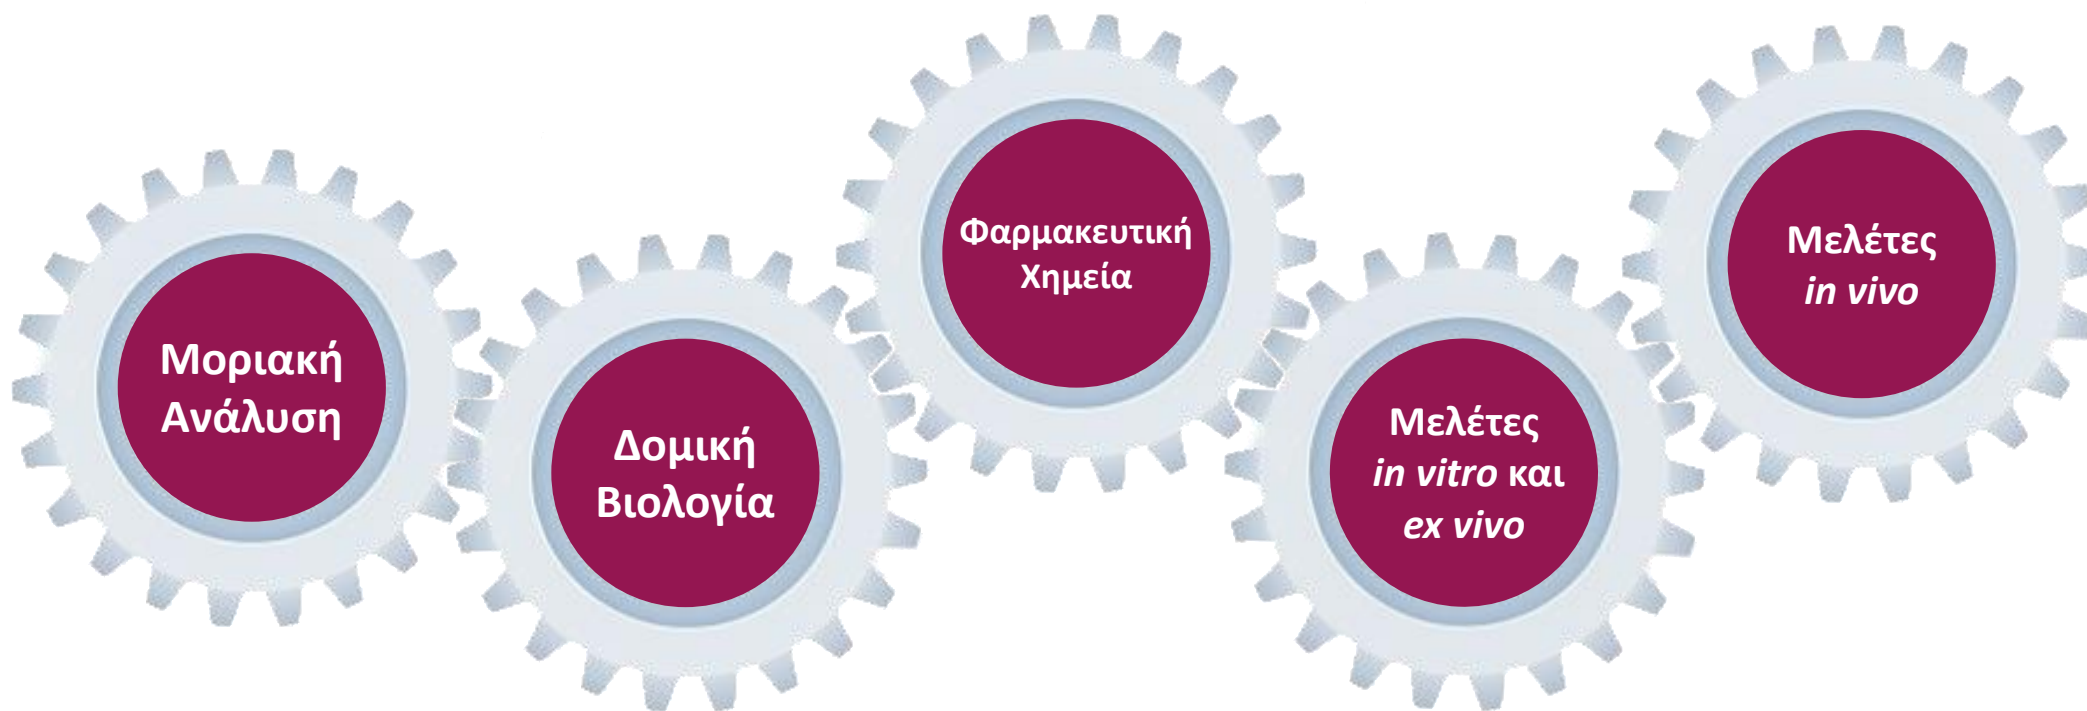 Μοριακή
Ανάλυση
Δομική
Βιολογία
Φαρμακευτική
Χημεία
Μελέτες
in vitro και
ex vivo
Μελέτες
in vivo